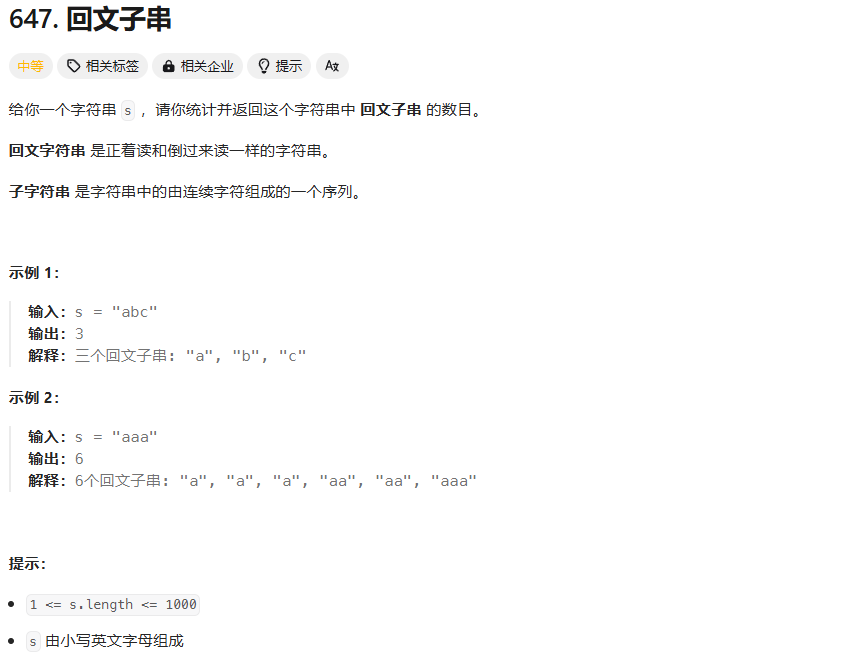 647. 回文子串
中等 相关标签 相关企业 提示 Aあ
给你一个字符串 s ，请你统计并返回这个字符串中 回文子串 的数目。
回文字符串 是正着读和倒过来读一样的字符串。
子字符串 是字符串中的由连续字符组成的一个序列。
示例 1：
输入：s = "abc"
输出：3
解释：三个回文子串: "a", "b", "c"
示例 2：
输入：s = "aaa"
输出：6
解释：6个回文子串: "a", "a", "a", "aa", "aa", "aaa"
提示：
1 <= s.length <= 1000
s 由小写英文字母组成